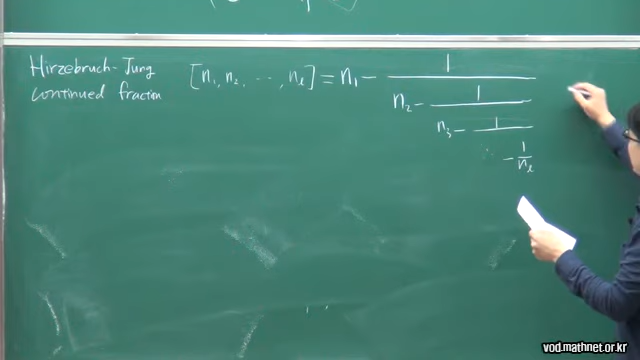 Hirzebruch-Jung
continued fraction
[n₁, n₂, ⋯, nℓ] = n₁ - 1
n₂ - 1
n₃ - 1
⋱ - 1/nℓ
vod.mathnet.or.kr